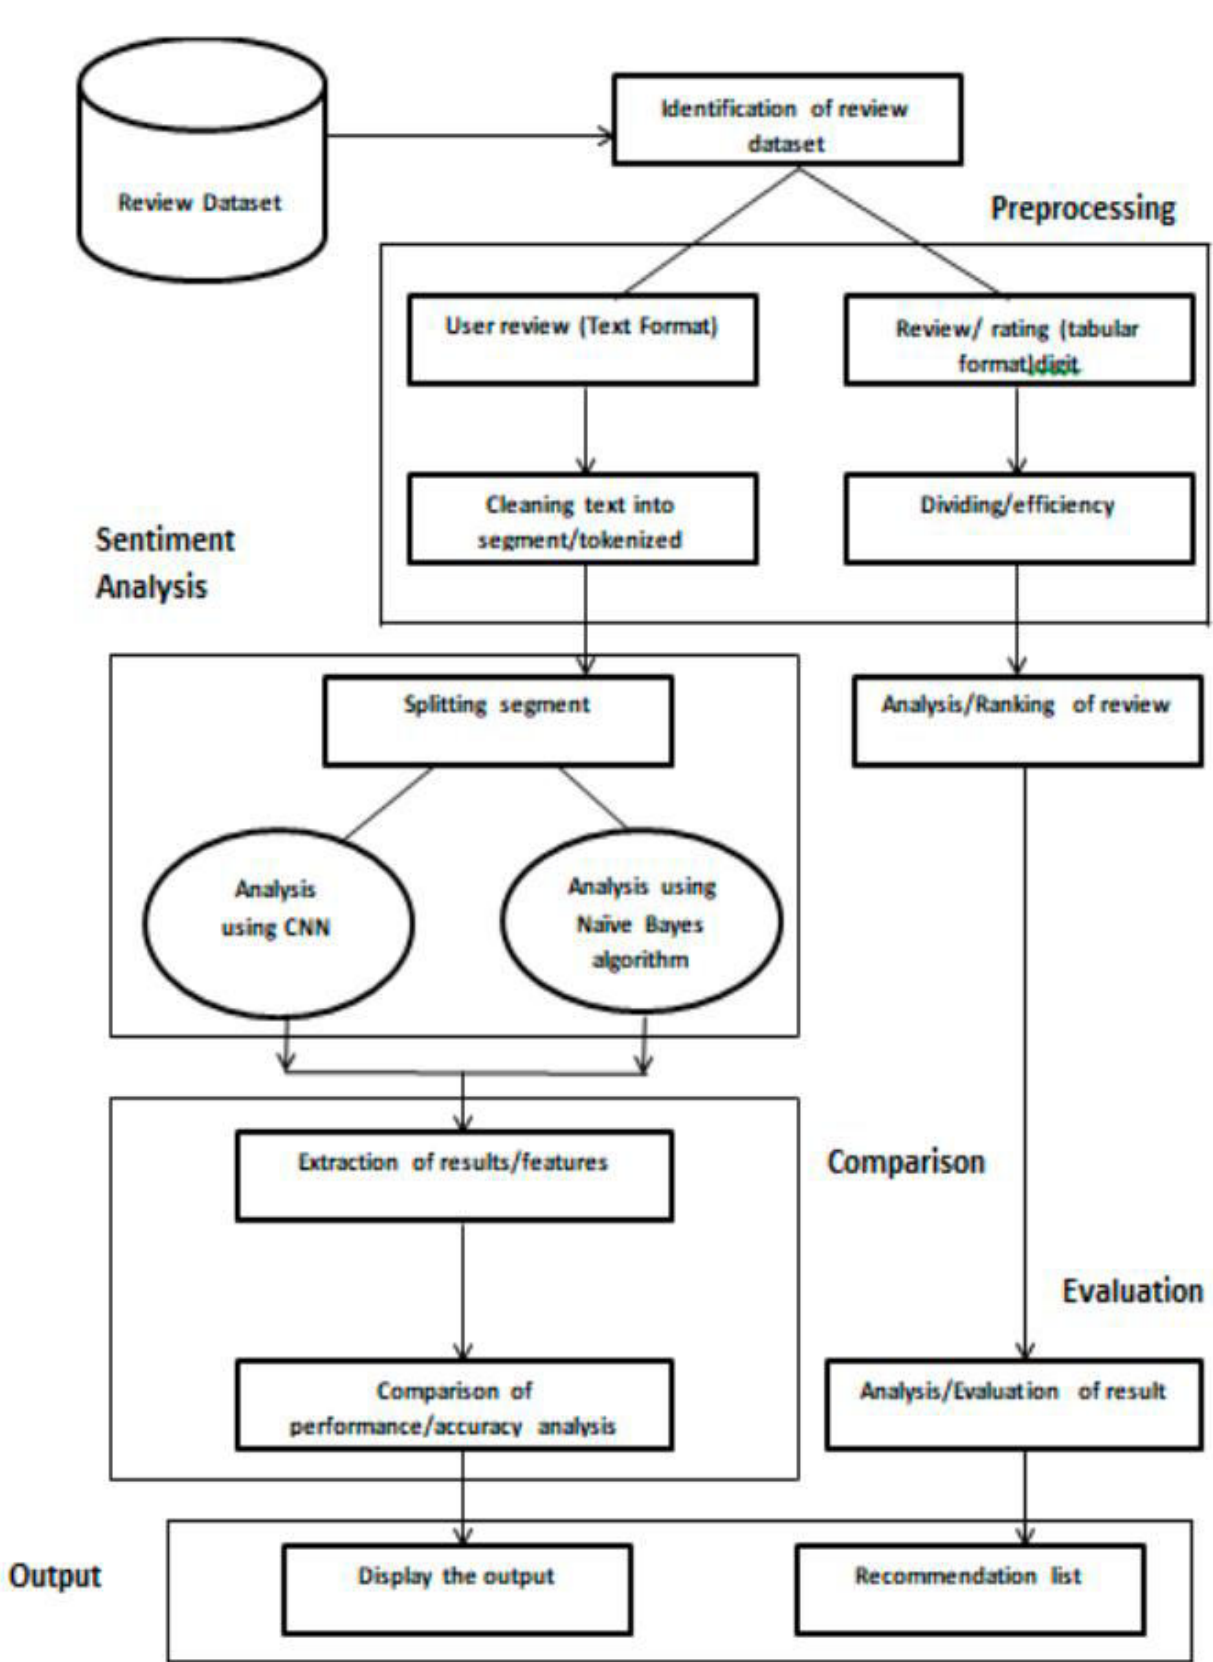 Identification of review
dataset
Review Dataset
Preprocessing
User review (Text Format)
Review/ rating (tabular
format)digit
Cleaning text into
segment/tokenized
Dividing/efficiency
Sentiment
Analysis
Splitting segment
Analysis/Ranking of review
Analysis
using CNN
Analysis using
Naïve Bayes
algorithm
Extraction of results/features
Comparison
Evaluation
Comparison of
performance/accuracy analysis
Analysis/Evaluation of result
Output
Display the output
Recommendation list